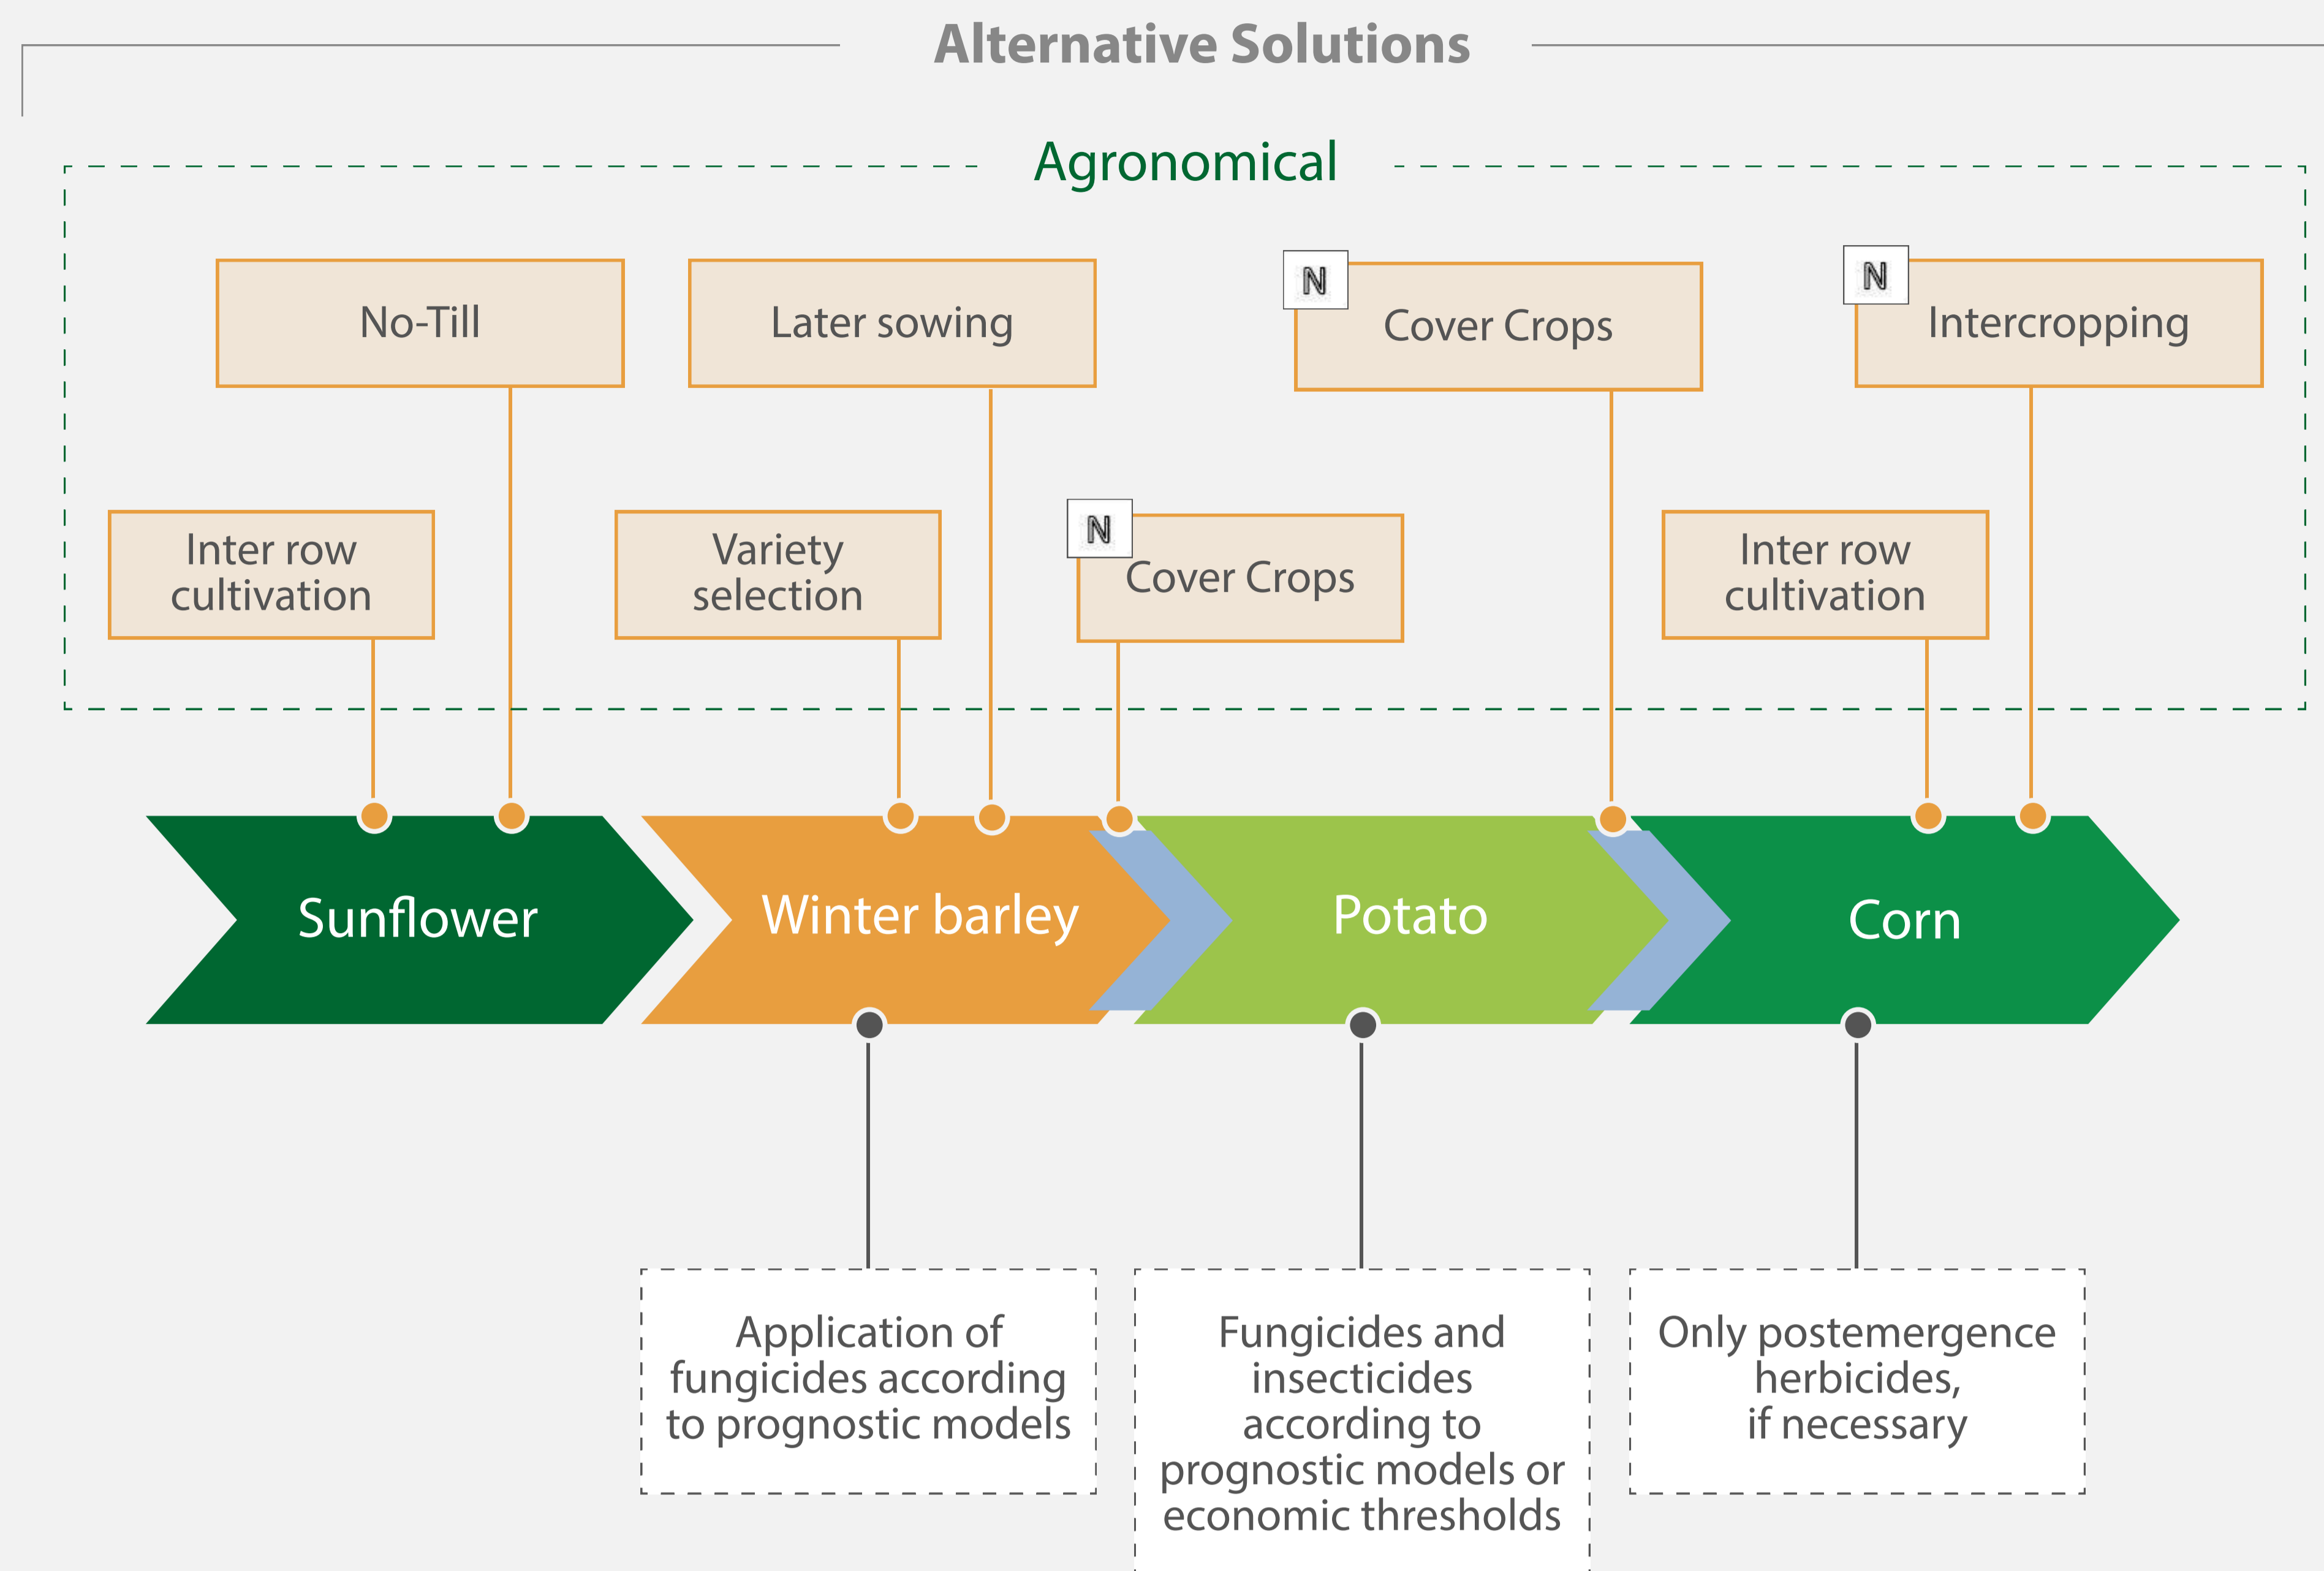 Alternative Solutions
Agronomical
No-Till
Later sowing
N
Cover Crops
N
Intercropping
Inter row
cultivation
Variety
selection
N
Cover Crops
Inter row
cultivation
Sunflower
Winter barley
Potato
Corn
Application of
fungicides according
to prognostic models
Fungicides and
insecticides
according to
prognostic models or
economic thresholds
Only postemergence
herbicides,
if necessary